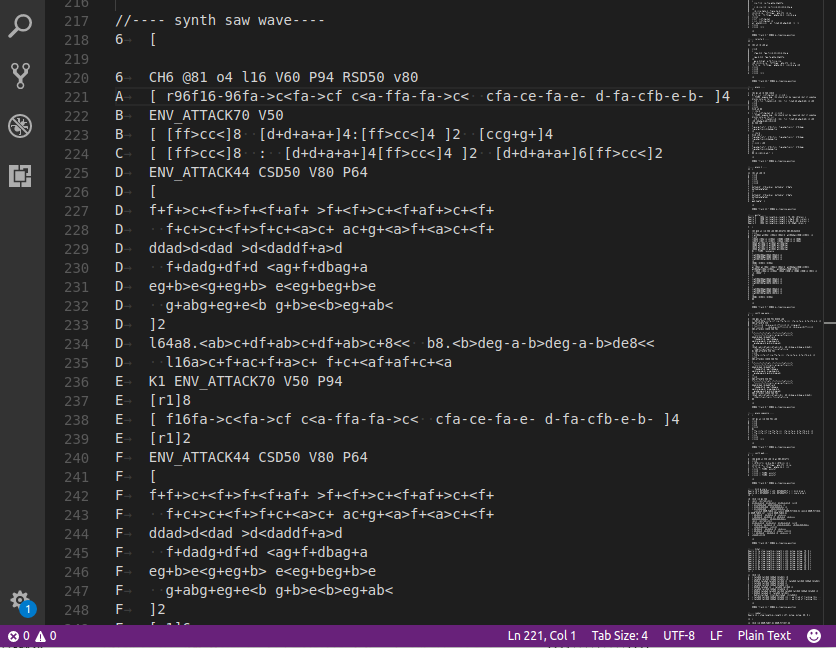 216
217 //---- synth saw wave----
218 6 [
219
220 6 CH6 @81 o4 l16 V60 P94 RSD50 v80
221 A [ r96f16-96fa->c<fa->cf c<a-ffa-fa->c< cfa-ce-fa-e- d-fa-cfb-e-b- ]4
222 B ENV_ATTACK70 V50
223 B [ [ff>cc<]8 [d+d+a+a+]4:[ff>cc<]4 ]2 [ccg+g+]4
224 C [ [ff>cc<]8 : [d+d+a+a+]4[ff>cc<]4 ]2 [d+d+a+a+]6[ff>cc<]2
225 D ENV_ATTACK44 CSD50 V80 P64
226 D [
227 D f+f+>c+<f+>f+<f+af+ >f+<f+>c+<f+af+>c+<f+
228 D f+c+>c+<f+>f+c+<a>c+ ac+g+<a>f+<a>c+<f+
229 D ddad>d<dad >d<daddf+a>d
230 D f+dadg+df+d <ag+f+dbag+a
231 D eg+b>e<g+eg+b> e<eg+beg+b>e
232 D g+abg+eg+e<b g+b>e<b>eg+ab<
233 D ]2
234 D l64a8.<ab>c+df+ab>c+df+ab>c+8<< b8.<b>deg-a-b>deg-a-b>de8<<
235 D l16a>c+f+ac+f+a>c+ f+c+<af+af+c+<a
236 E K1 ENV_ATTACK70 V50 P94
237 E [r1]8
238 E [ f16fa->c<fa->cf c<a-ffa-fa->c< cfa-ce-fa-e- d-fa-cfb-e-b- ]4
239 E [r1]2
240 F ENV_ATTACK44 CSD50 V80 P64
241 F [
242 F f+f+>c+<f+>f+<f+af+ >f+<f+>c+<f+af+>c+<f+
243 F f+c+>c+<f+>f+c+<a>c+ ac+g+<a>f+<a>c+<f+
244 F ddad>d<dad >d<daddf+a>d
245 F f+dadg+df+d <ag+f+dbag+a
246 F eg+b>e<g+eg+b> e<eg+beg+b>e
247 F g+abg+eg+e<b g+b>e<b>eg+ab<
248 F ]2
1
0 0 Ln 221, Col 1 Tab Size: 4 UTF-8 LF Plain Text